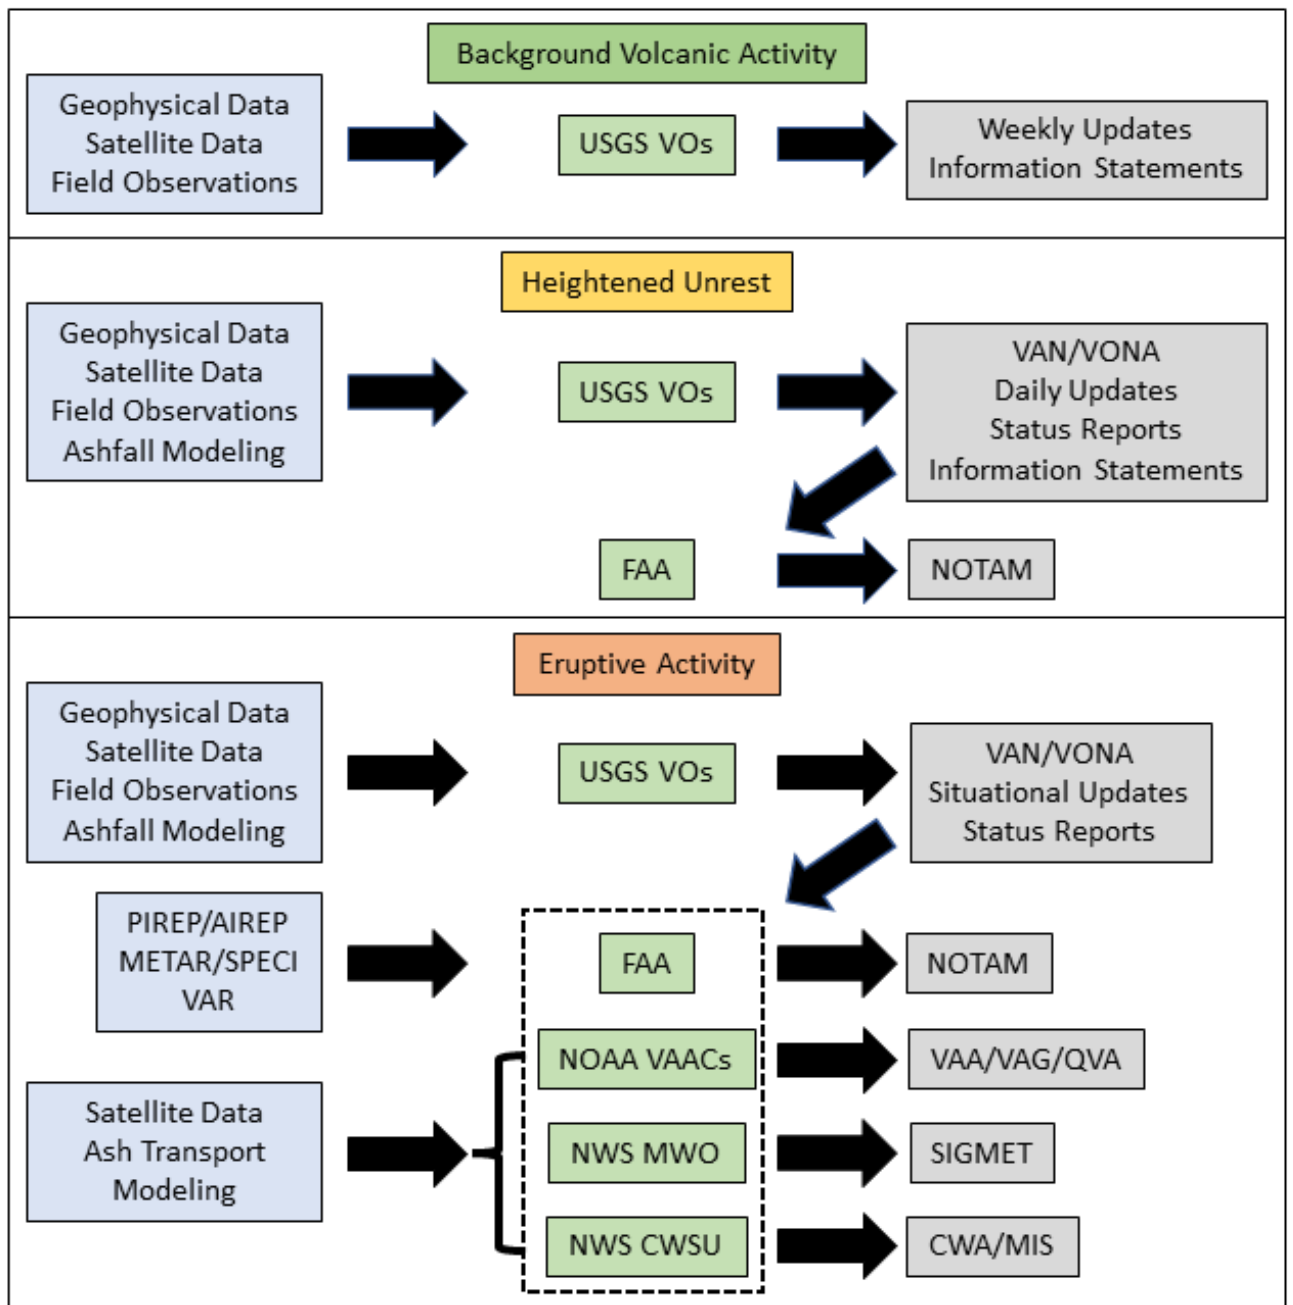 Background Volcanic Activity
Geophysical Data
Satellite Data
Field Observations
USGS VOs
Weekly Updates
Information Statements
Heightened Unrest
Geophysical Data
Satellite Data
Field Observations
Ashfall Modeling
USGS VOs
VAN/VONA
Daily Updates
Status Reports
Information Statements
FAA
NOTAM
Eruptive Activity
Geophysical Data
Satellite Data
Field Observations
Ashfall Modeling
USGS VOs
VAN/VONA
Situational Updates
Status Reports
PIREP/AIREP
METAR/SPECI
VAR
FAA
NOTAM
NOAA VAACs
VAA/VAG/QVA
Satellite Data
Ash Transport
Modeling
NWS MWO
SIGMET
NWS CWSU
CWA/MIS